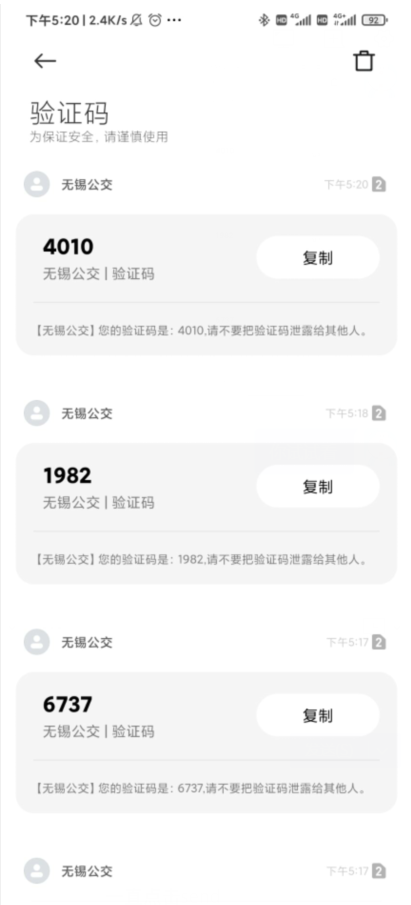 下午5:20 | 2.4K/s
HD 4G HD 4G+ 92
验证码
为保证安全，请谨慎使用
无锡公交 下午5:20 2
4010
无锡公交 | 验证码
复制
【无锡公交】您的验证码是：4010,请不要把验证码泄露给其他人。
无锡公交 下午5:18 2
1982
无锡公交 | 验证码
复制
【无锡公交】您的验证码是：1982,请不要把验证码泄露给其他人。
无锡公交 下午5:17 2
6737
无锡公交 | 验证码
复制
【无锡公交】您的验证码是：6737,请不要把验证码泄露给其他人。
无锡公交 下午5:17 2